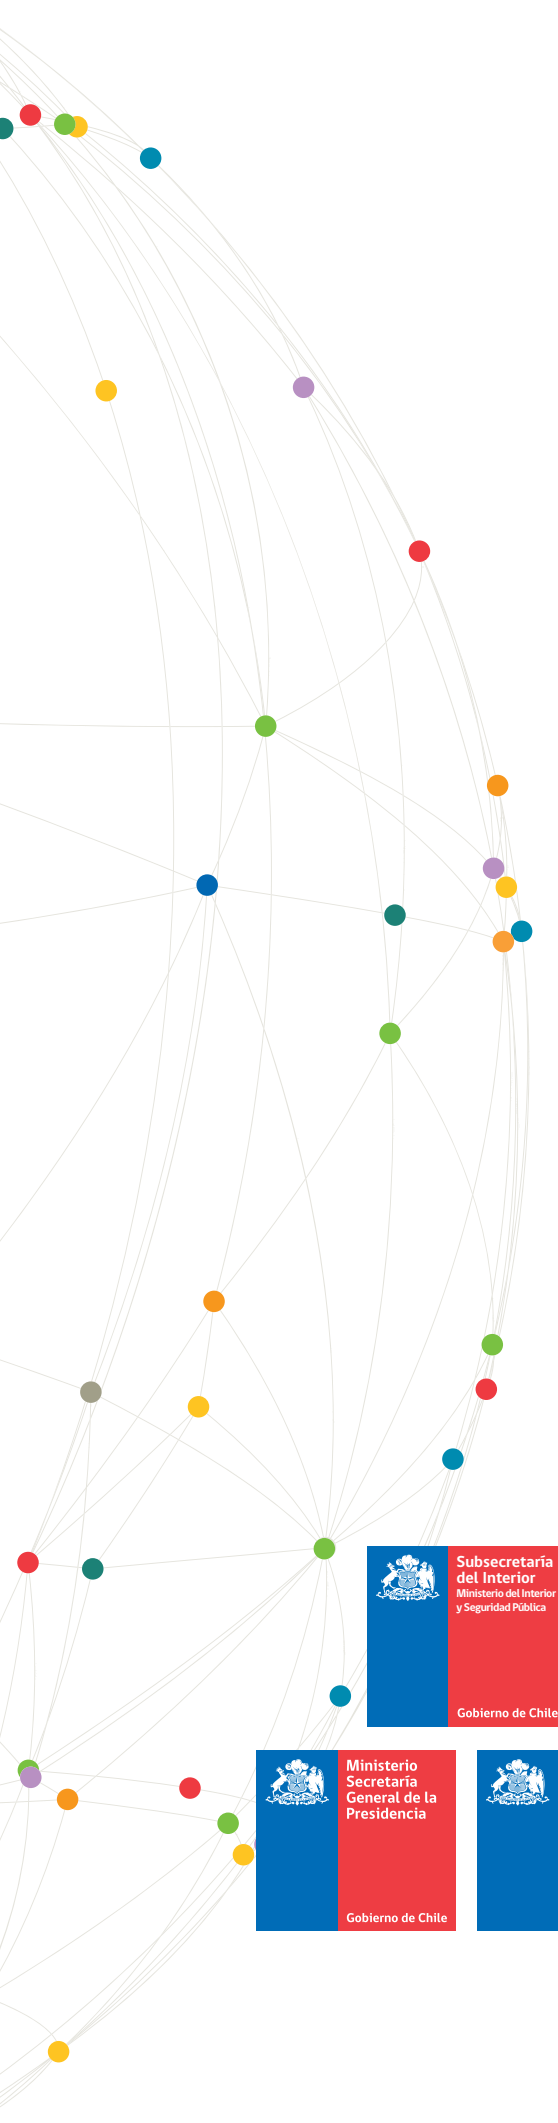 Subsecretaría
del Interior
Ministerio del Interior
y Seguridad Pública
Gobierno de Chile
Ministerio
Secretaría
General de la
Presidencia
Gobierno de Chile